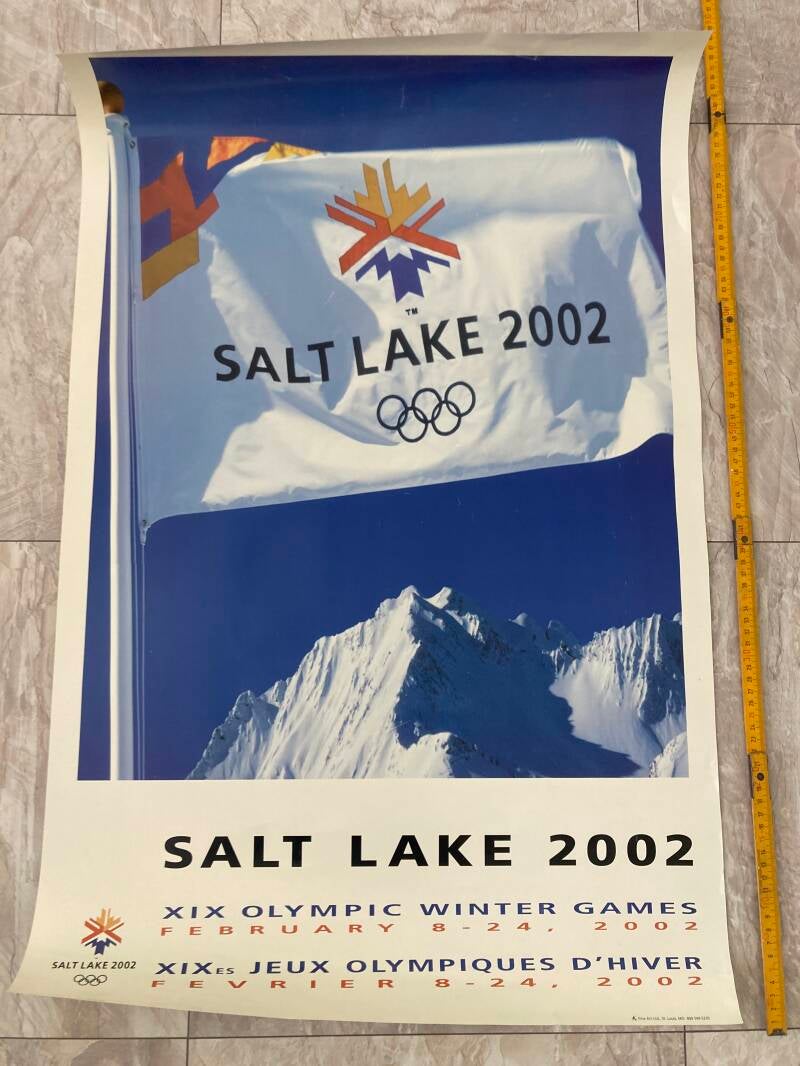 TM
SALT LAKE 2002
SALT LAKE 2002
XIX OLYMPIC WINTER GAMES
FEBRUARY 8-24, 2002
SALT LAKE 2002
XIXES JEUX OLYMPIQUES D'HIVER
FEVRIER 8-24, 2002